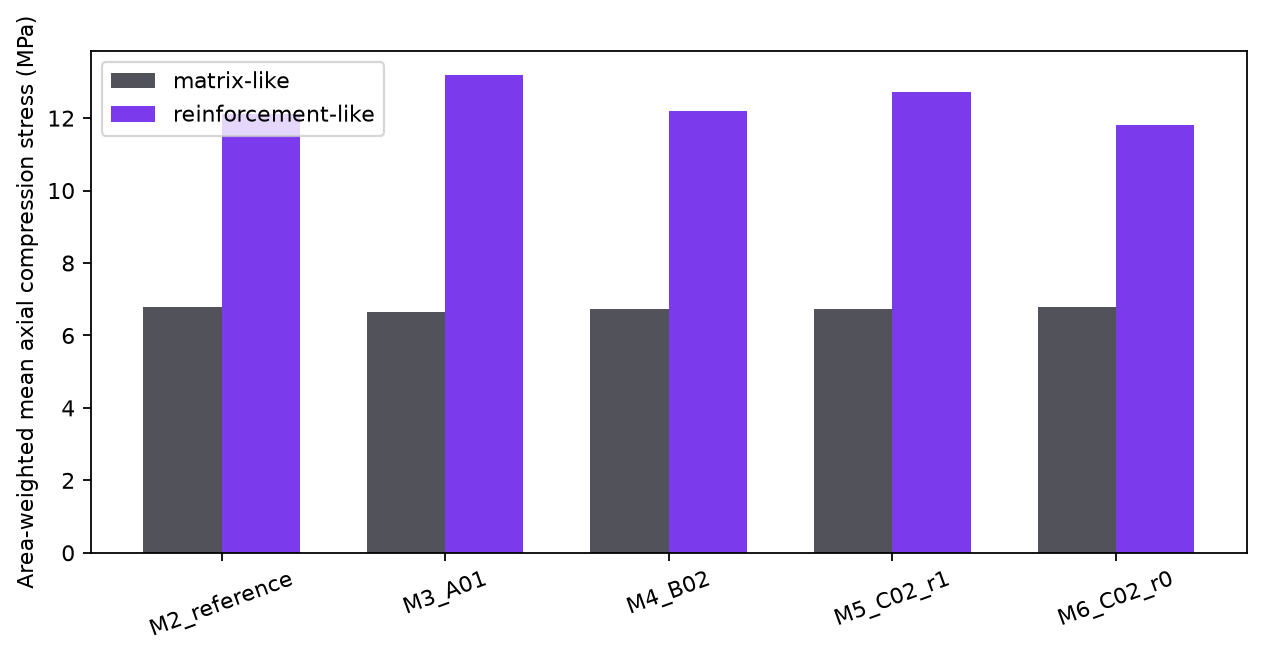 Area-weighted mean axial compression stress (MPa)
matrix-like
reinforcement-like
12
10
8
6
4
2
0
M2_reference
M3_A01
M4_B02
M5_C02_r1
M6_C02_r0